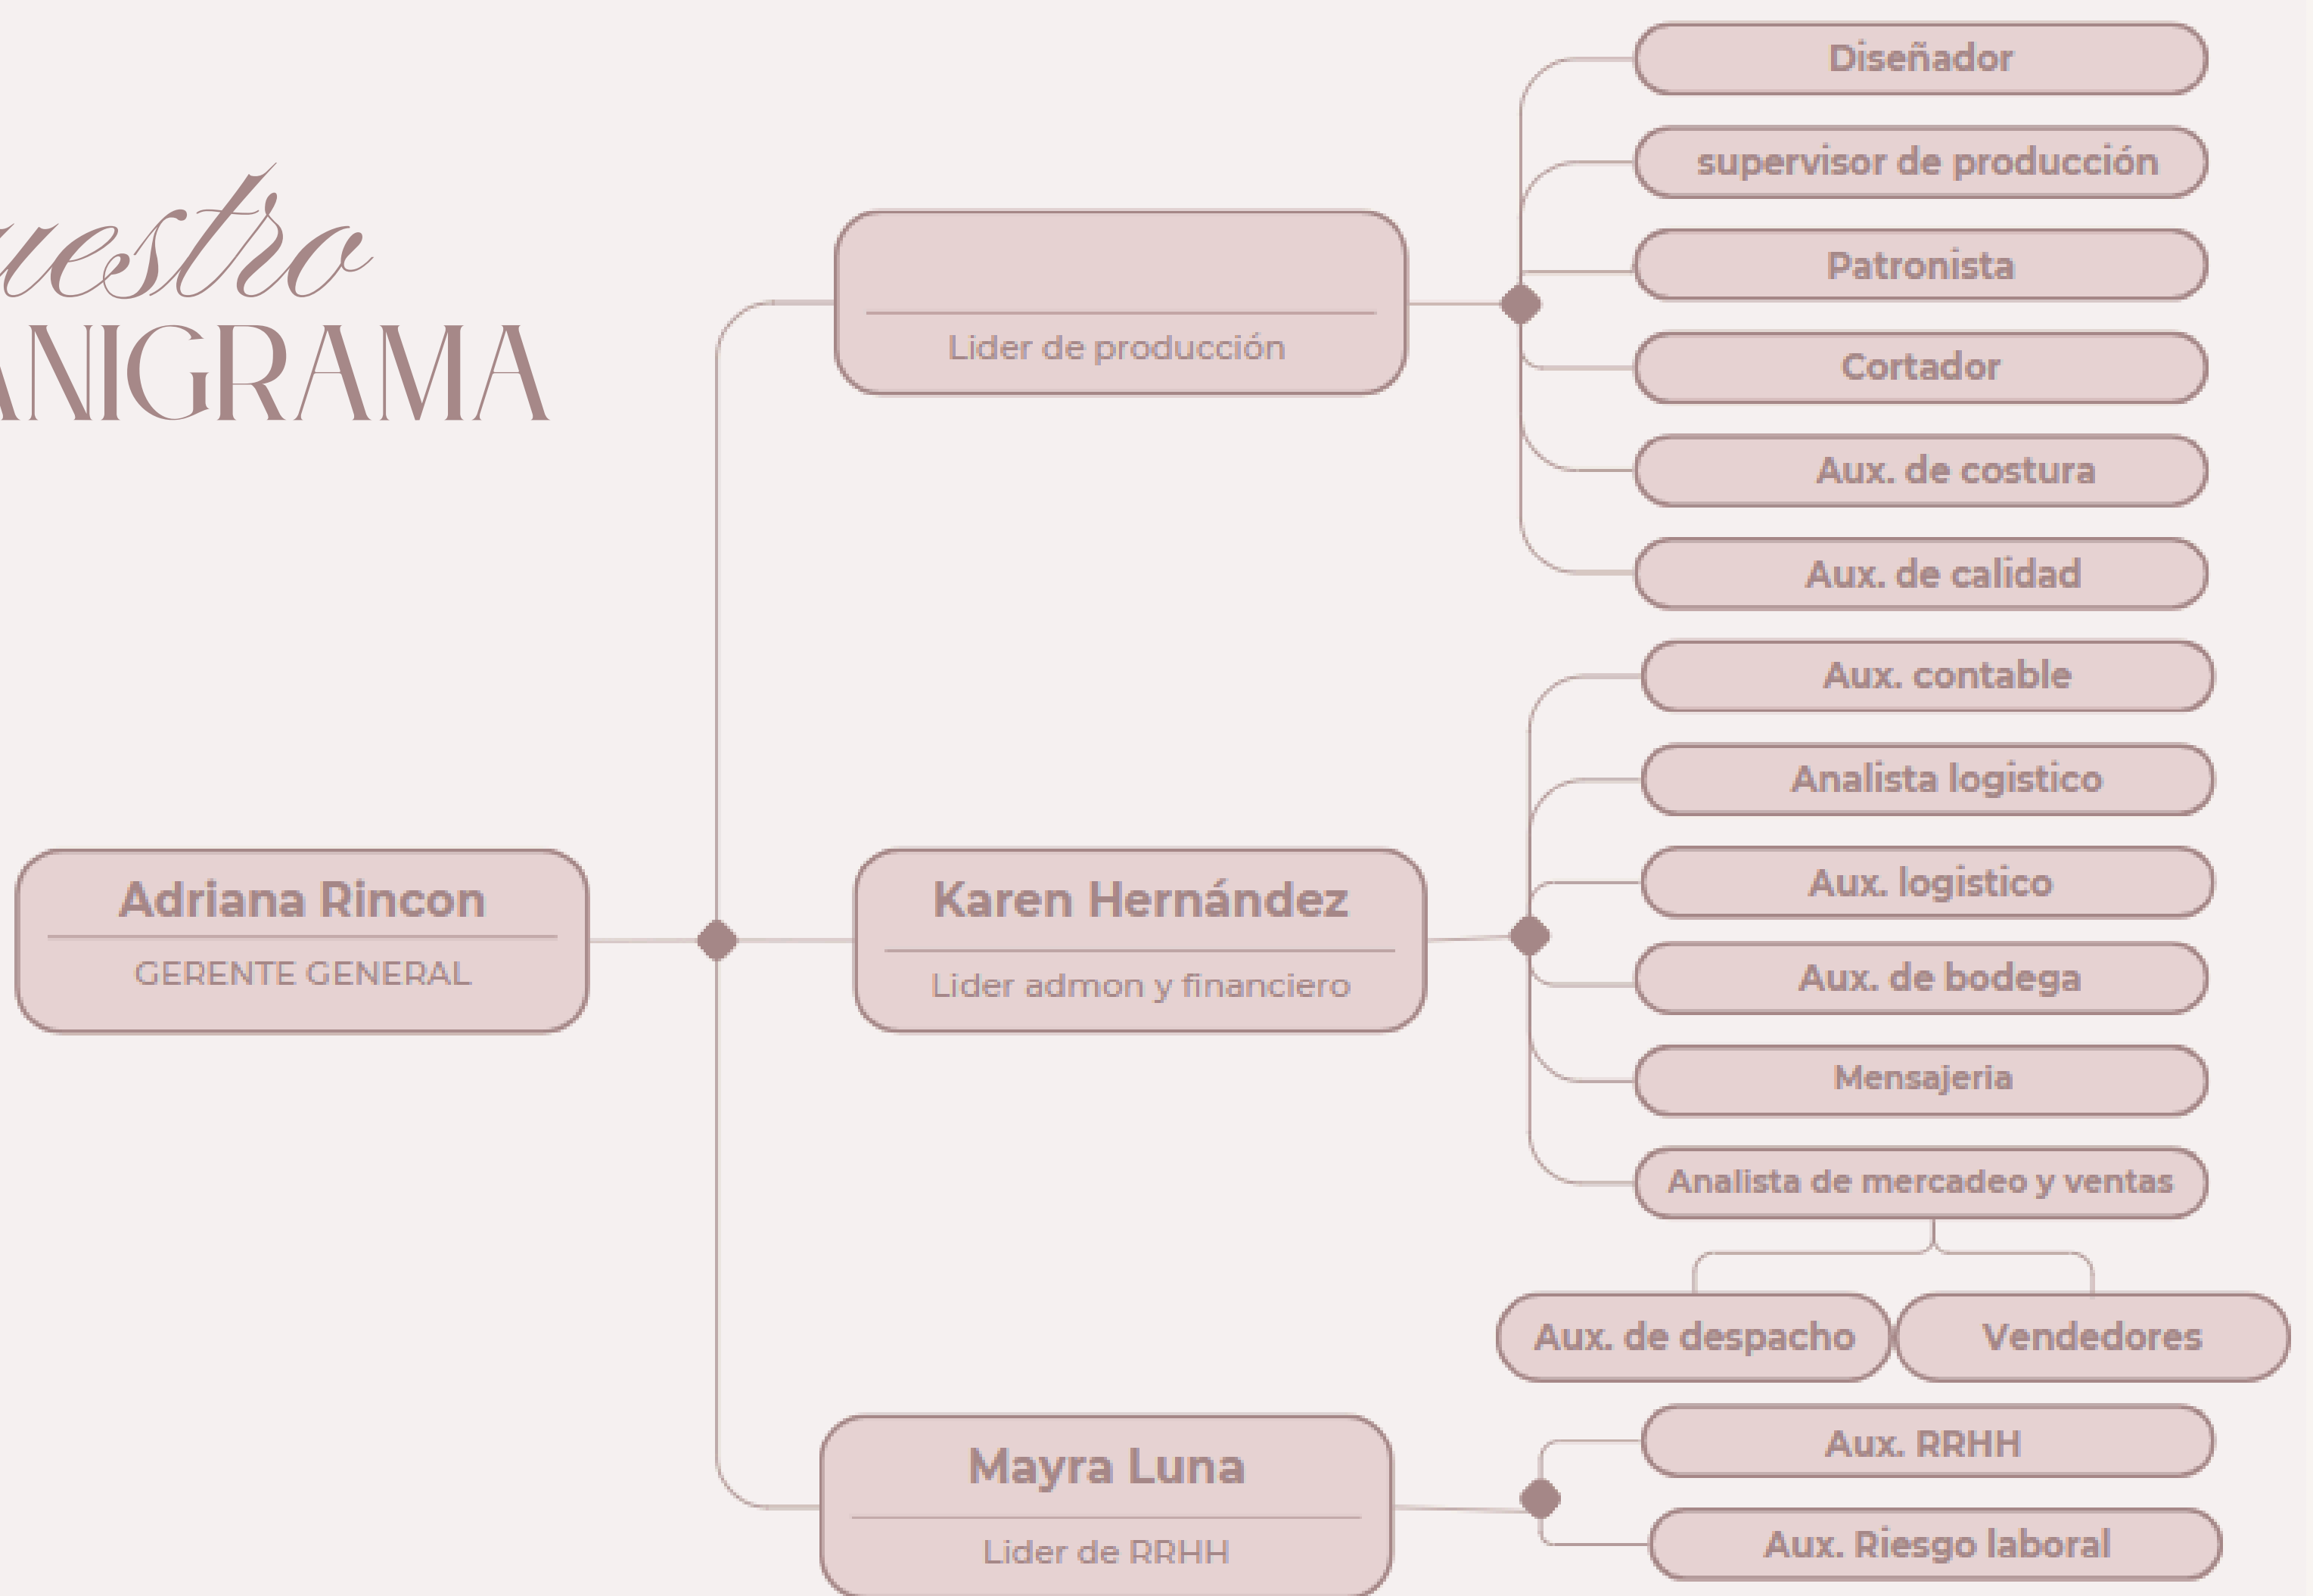 uestro
ANIGRAMA
Adriana Rincon
GERENTE GENERAL
Lider de producción
Diseñador
supervisor de producción
Patronista
Cortador
Aux. de costura
Aux. de calidad
Karen Hernández
Lider admon y financiero
Aux. contable
Analista logistico
Aux. logistico
Aux. de bodega
Mensajeria
Analista de mercadeo y ventas
Aux. de despacho
Vendedores
Mayra Luna
Lider de RRHH
Aux. RRHH
Aux. Riesgo laboral